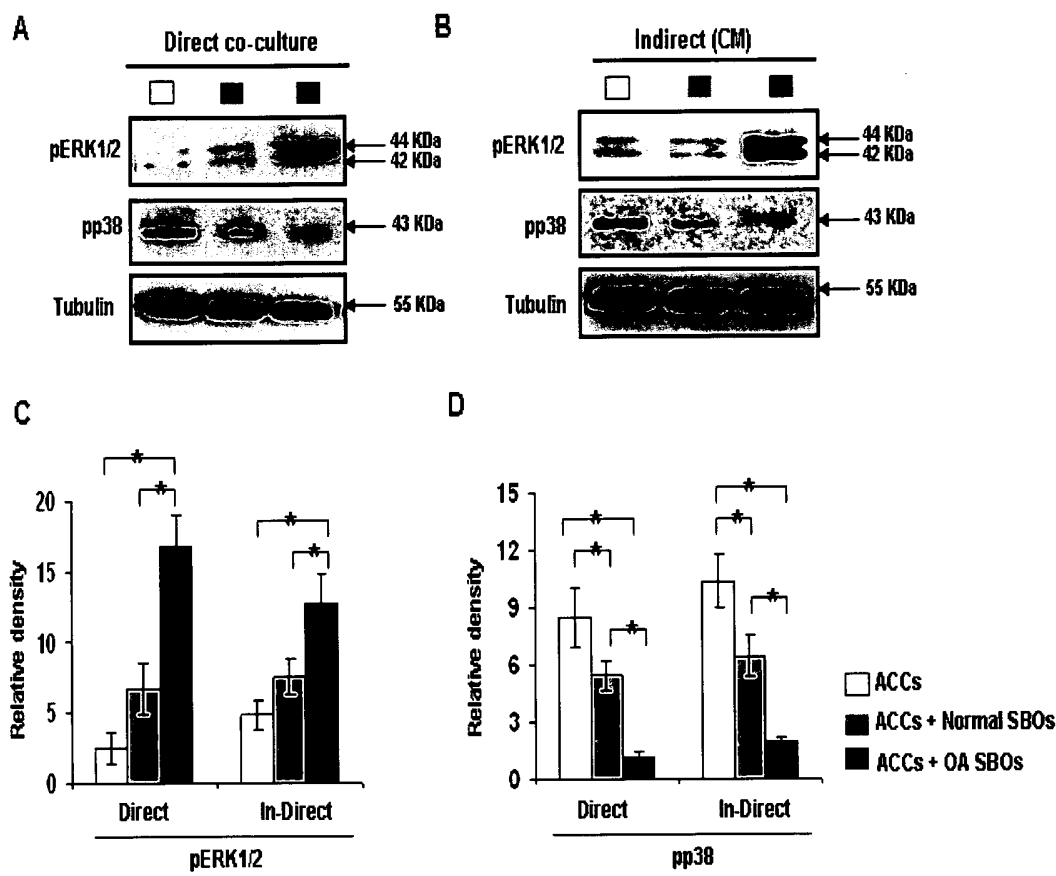 A
Direct co-culture
pERK1/2
44 KDa
42 KDa
pp38
43 KDa
Tubulin
55 KDa
B
Indirect (CM)
pERK1/2
44 KDa
42 KDa
pp38
43 KDa
Tubulin
55 KDa
C
Relative density
20
15
10
5
0
*
*
*
*
Direct
In-Direct
pERK1/2
D
Relative density
15
12
9
6
3
0
*
*
*
*
*
*
Direct
In-Direct
pp38
ACCs
ACCs + Normal SBOs
ACCs + OA SBOs